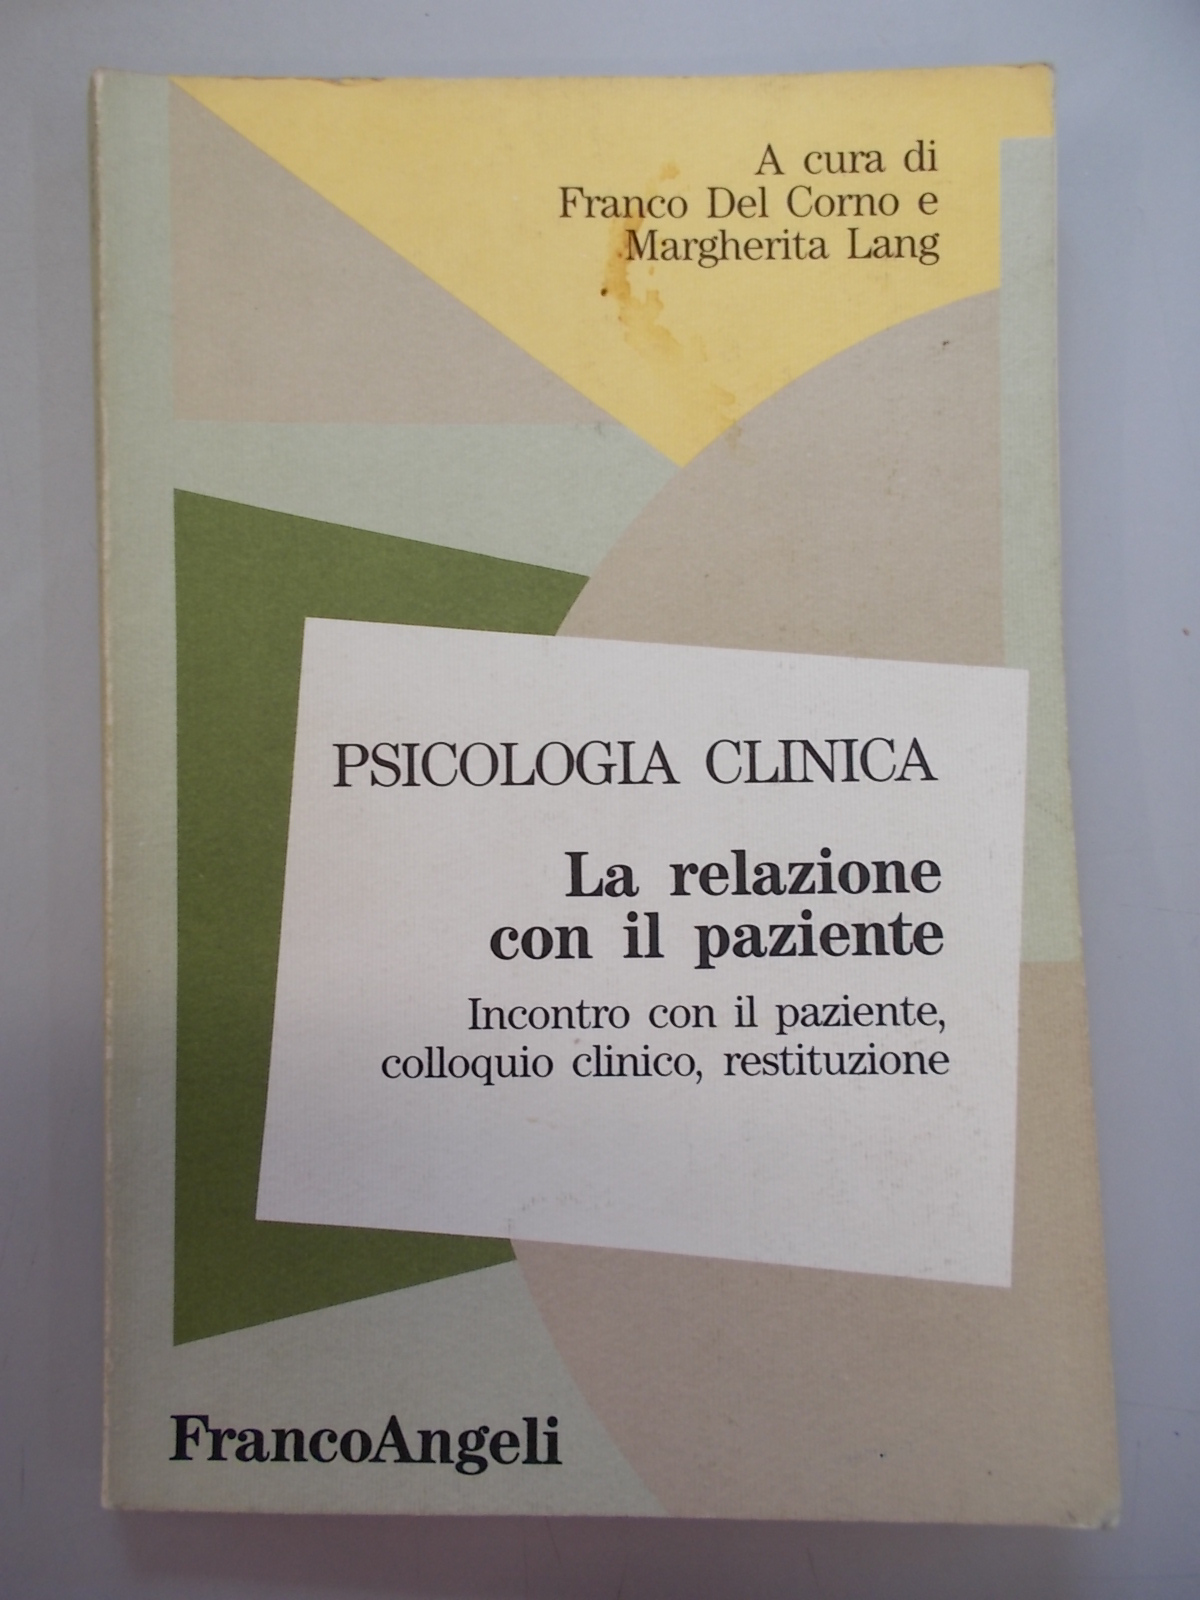 A cura di
Franco Del Corno e
Margherita Lang
PSICOLOGIA CLINICA
La relazione
con il paziente
Incontro con il paziente,
colloquio clinico, restituzione
FrancoAngeli